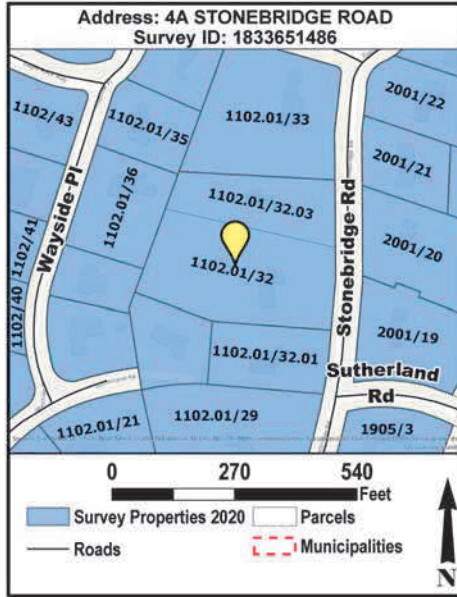 Address: 4A STONEBRIDGE ROAD
Survey ID: 1833651486
1102/43
1102.01/35
1102.01/33
2001/22
2001/21
1102.01/36
1102.01/32.03
Wayside-Pl
Stonebridge-Rd
1102/41
1102.01/32
2001/20
1102/40
2001/19
1102.01/32.01
Sutherland
Rd
1102.01/21
1102.01/29
1905/3
0 270 540
Feet
Survey Properties 2020
Parcels
Roads
Municipalities
N